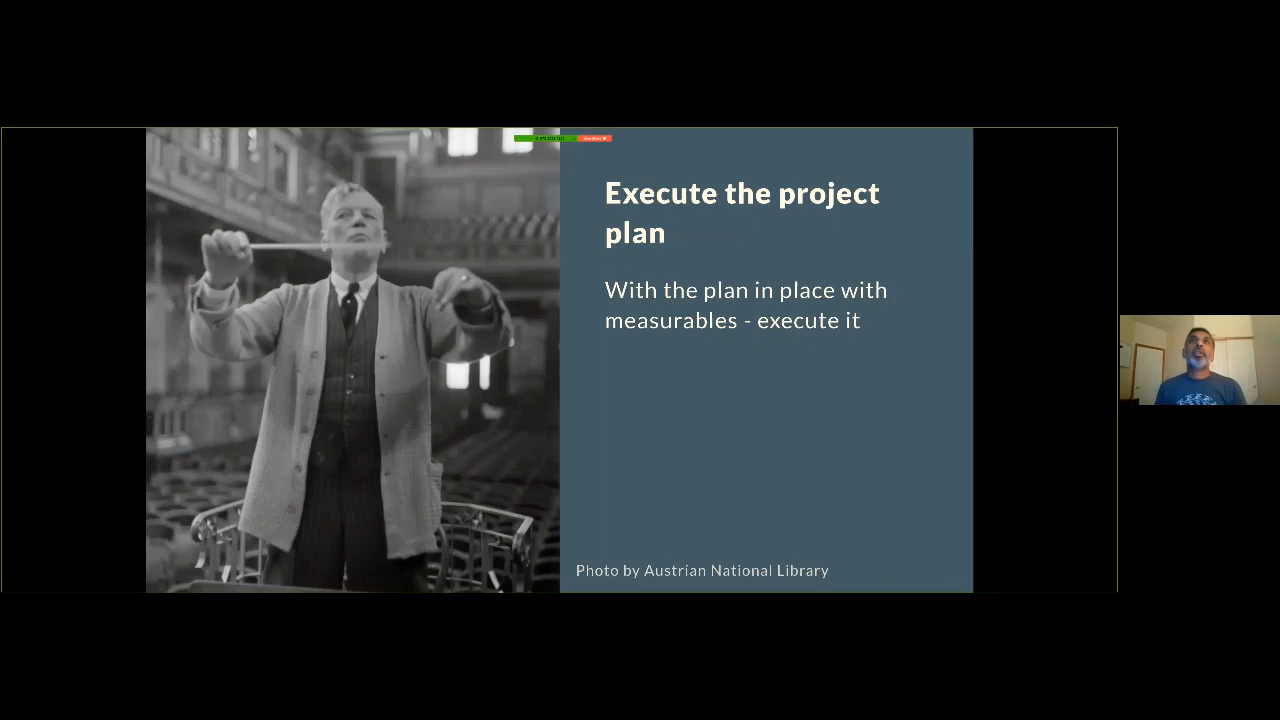 Execute the project
plan
With the plan in place with
measurables - execute it
Photo by Austrian National Library